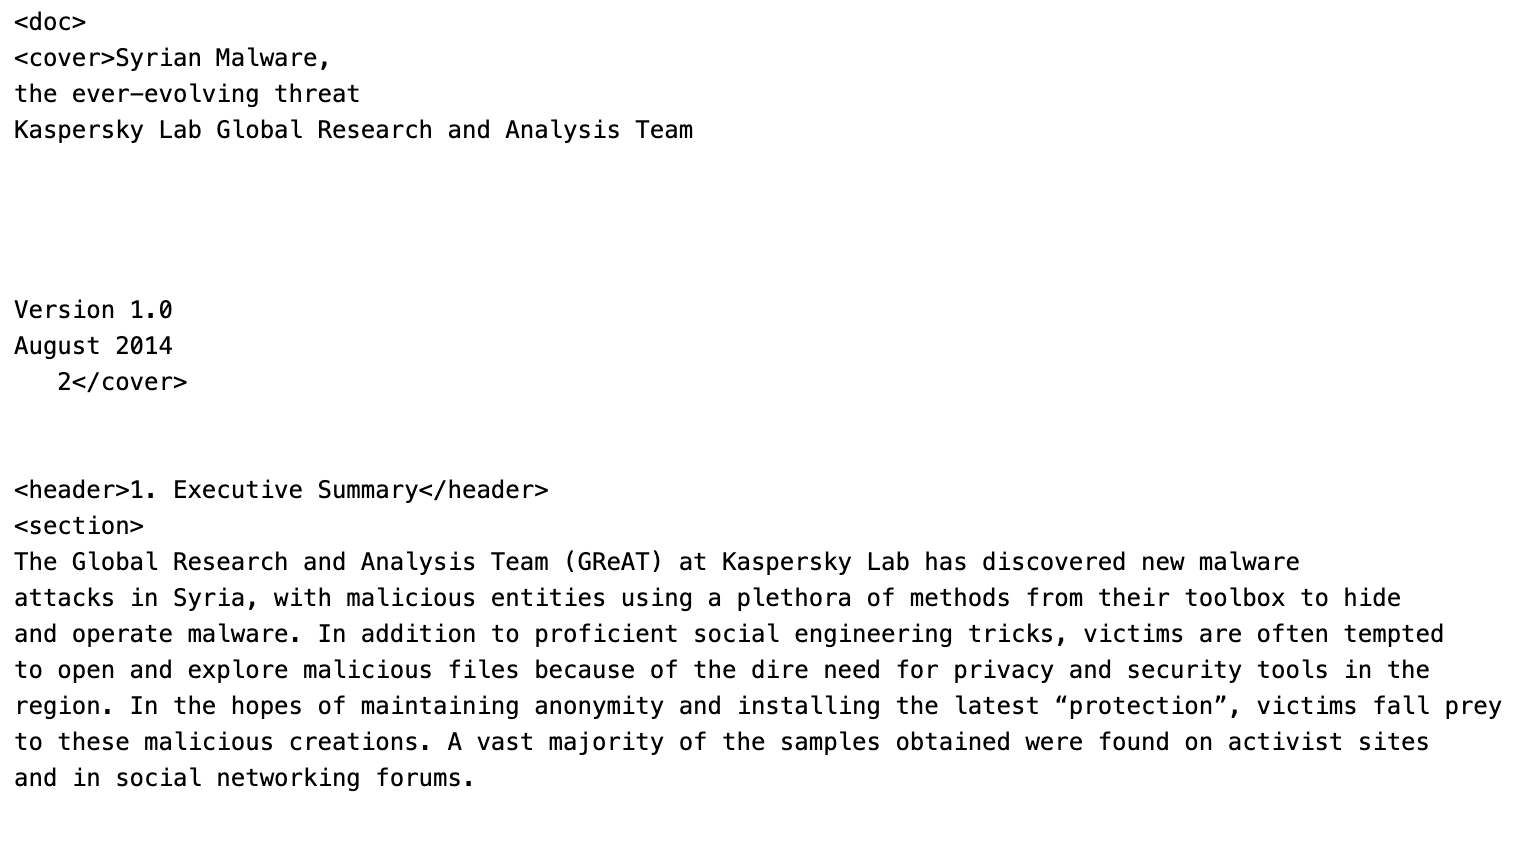 <doc>
<cover>Syrian Malware,
the ever-evolving threat
Kaspersky Lab Global Research and Analysis Team
Version 1.0
August 2014
2</cover>
<header>1. Executive Summary</header>
<section>
The Global Research and Analysis Team (GReAT) at Kaspersky Lab has discovered new malware
attacks in Syria, with malicious entities using a plethora of methods from their toolbox to hide
and operate malware. In addition to proficient social engineering tricks, victims are often tempted
to open and explore malicious files because of the dire need for privacy and security tools in the
region. In the hopes of maintaining anonymity and installing the latest “protection”, victims fall prey
to these malicious creations. A vast majority of the samples obtained were found on activist sites
and in social networking forums.